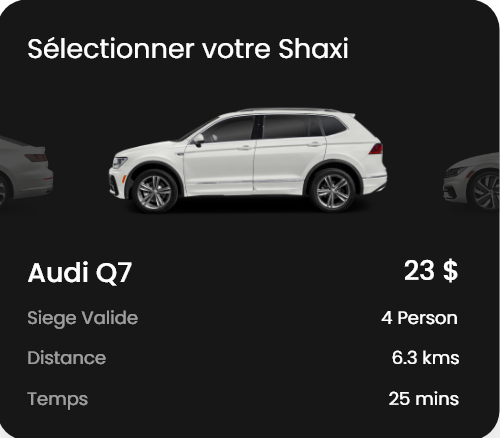 Sélectionner votre Shaxi
Audi Q7 23 $
Siege Valide 4 Person
Distance 6.3 kms
Temps 25 mins